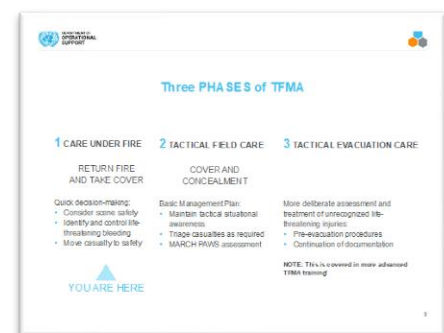 DEPARTMENT OF
OPERATIONAL
SUPPORT
Three PHASES of TFMA
1 CARE UNDER FIRE
RETURN FIRE
AND TAKE COVER
Quick decision-making:
• Consider scene safety
• Identify and control life-
threatening bleeding
• Move casualty to safety
YOU ARE HERE
2 TACTICAL FIELD CARE
COVER AND
CONCEALMENT
Basic Management Plan:
• Maintain tactical situational
awareness
• Triage casualties as required
• MARCH PAWS assessment
3 TACTICAL EVACUATION CARE
More deliberate assessment and
treatment of unrecognized life-
threatening injuries:
• Pre-evacuation procedures
• Continuation of documentation
NOTE: This is covered in more advanced
TFMA training!